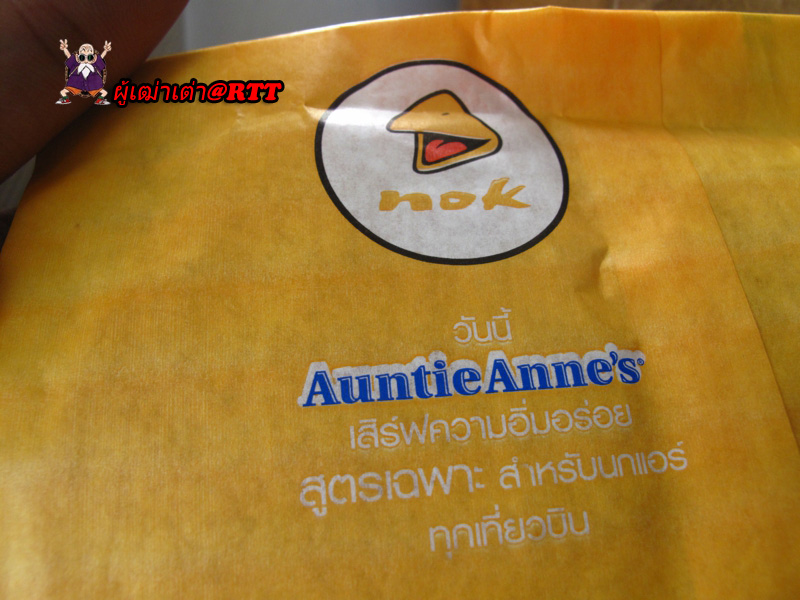 ผู้เฒ่าเต่า@RTT
nok
วันนี้
Auntie Anne's®
เสิร์ฟความอิ่มอร่อย
สูตรเฉพาะ สำหรับนกแอร์
ทุกเที่ยวบิน